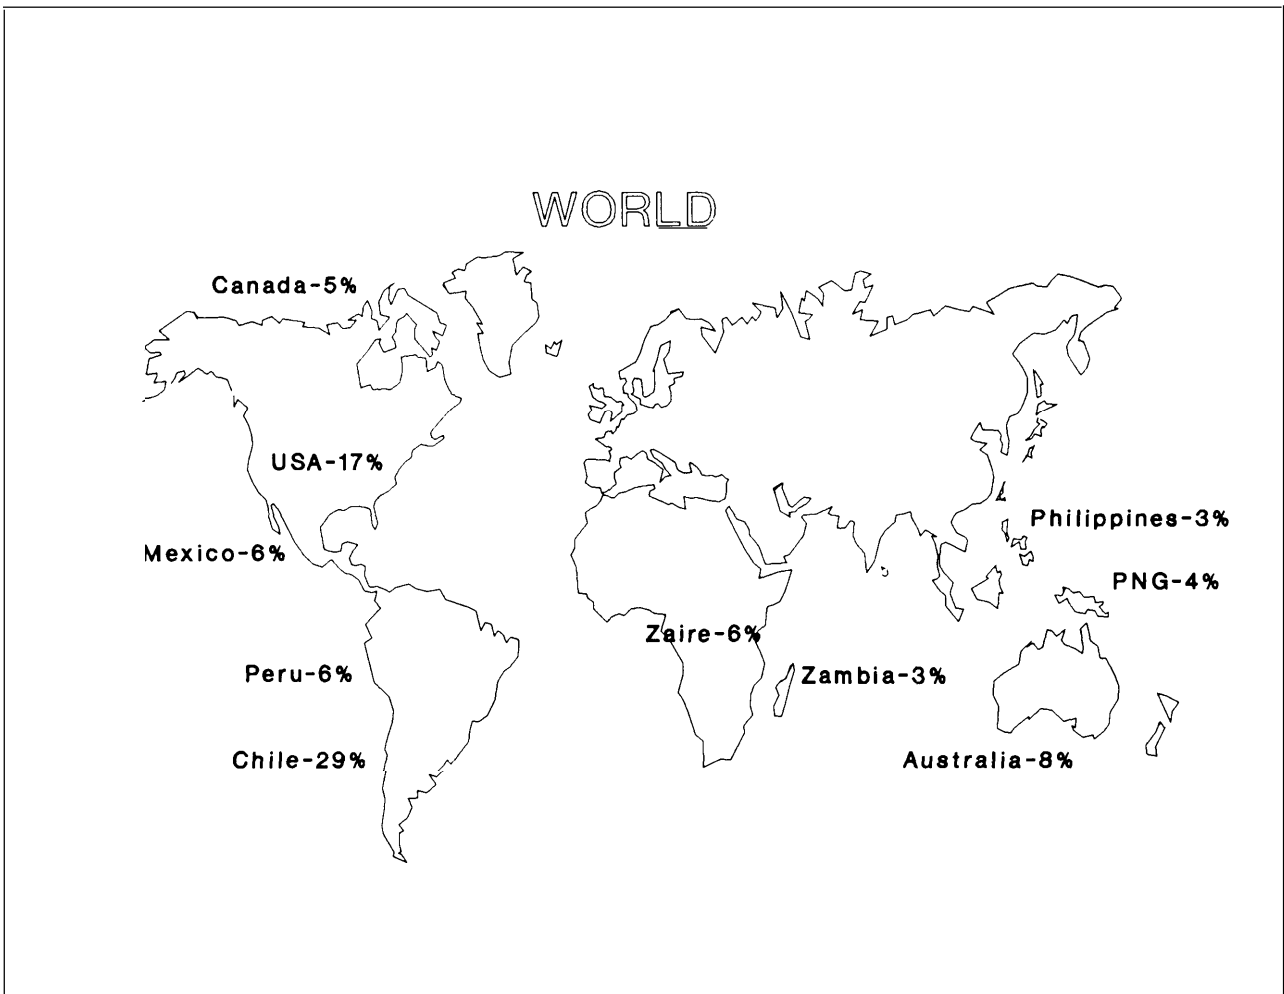 WORLD
Canada-5%
USA-17%
Philippines-3%
Mexico-6%
PNG-4%
Zaire-6%
Peru-6%
Zambia-3%
Chile-29%
Australia-8%